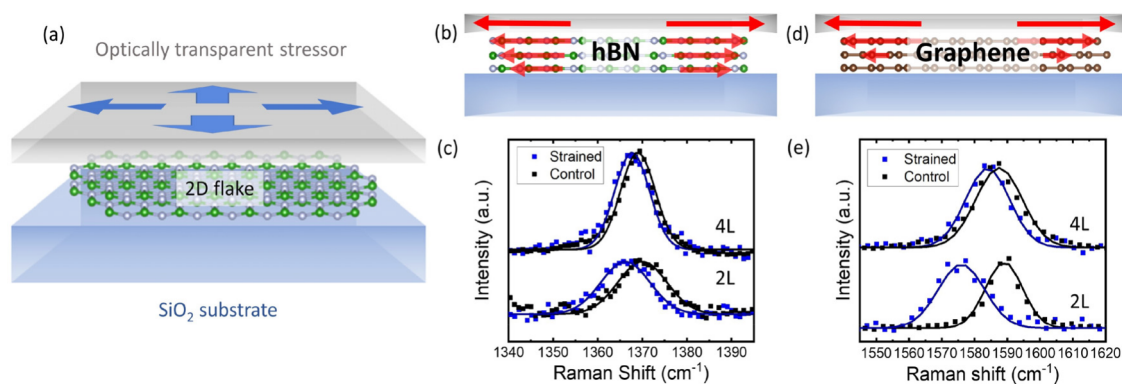 (a)
Optically transparent stressor
2D flake
SiO2 substrate
(b)
hBN
(c)
Strained
Control
4L
2L
Intensity (a.u.)
1340 1350 1360 1370 1380 1390
Raman Shift (cm-1)
(d)
Graphene
(e)
Strained
Control
4L
2L
Intensity (a.u.)
1550 1560 1570 1580 1590 1600 1610 1620
Raman Shift (cm-1)